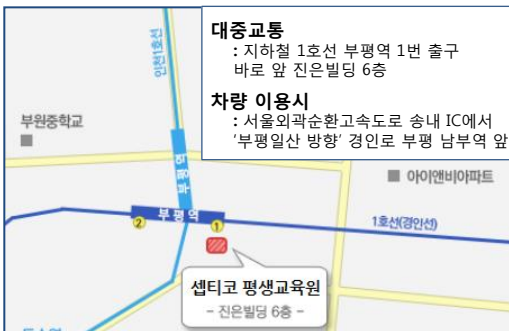 대중교통
: 지하철 1호선 부평역 1번 출구
바로 앞 진은빌딩 6층
차량 이용시
: 서울외곽순환고속도로 송내 IC에서
'부평일산 방향' 경인로 부평 남부역 앞
인천1호선
부원중학교
부평역
아이앤비아파트
부평역
2
1
1호선(경인선)
셉티코 평생교육원
- 진은빌딩 6층 -